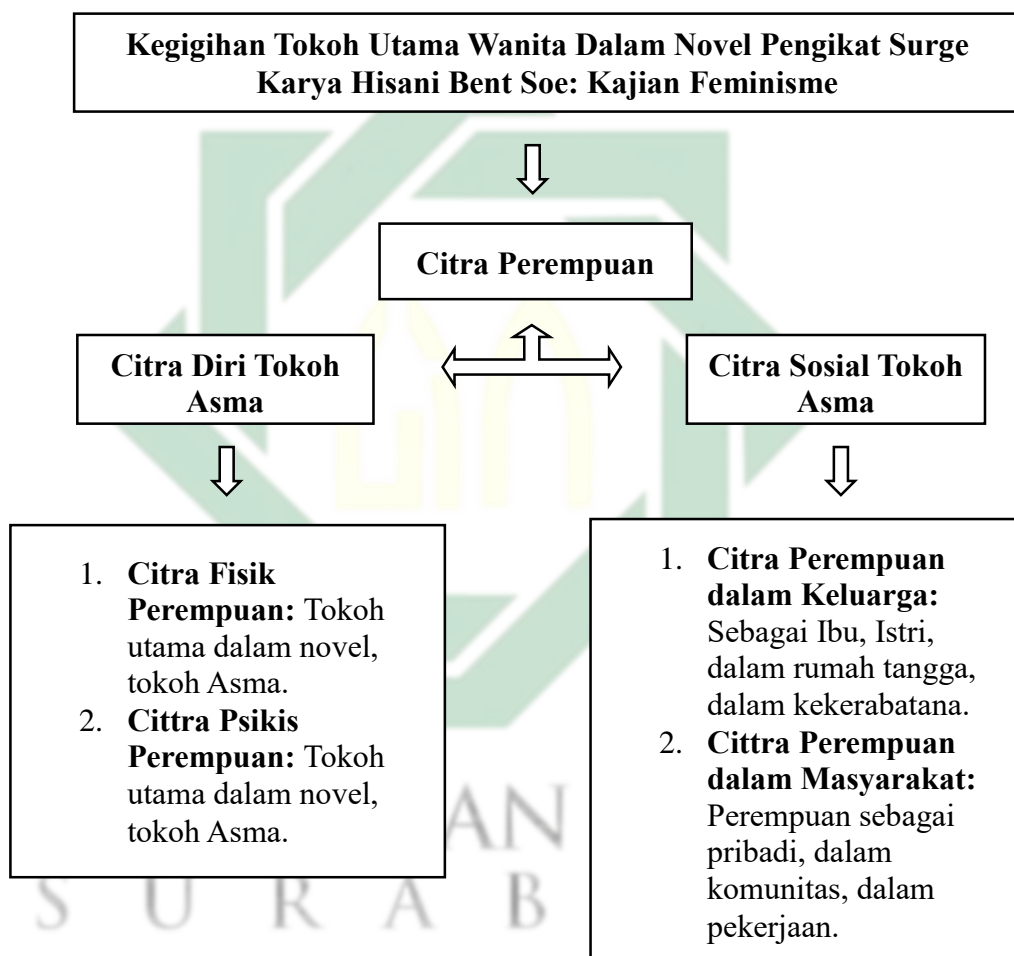 Kegigihan Tokoh Utama Wanita Dalam Novel Pengikat Surge
Karya Hisani Bent Soe: Kajian Feminisme
Citra Perempuan
Citra Diri Tokoh
Asma
Citra Sosial Tokoh
Asma
1. Citra Fisik
Perempuan: Tokoh
utama dalam novel,
tokoh Asma.
2. Cittra Psikis
Perempuan: Tokoh
utama dalam novel,
tokoh Asma.
1. Citra Perempuan
dalam Keluarga:
Sebagai Ibu, Istri,
dalam rumah tangga,
dalam kekerabatana.
2. Cittra Perempuan
dalam Masyarakat:
Perempuan sebagai
pribadi, dalam
komunitas, dalam
pekerjaan.
AN
S U R A B